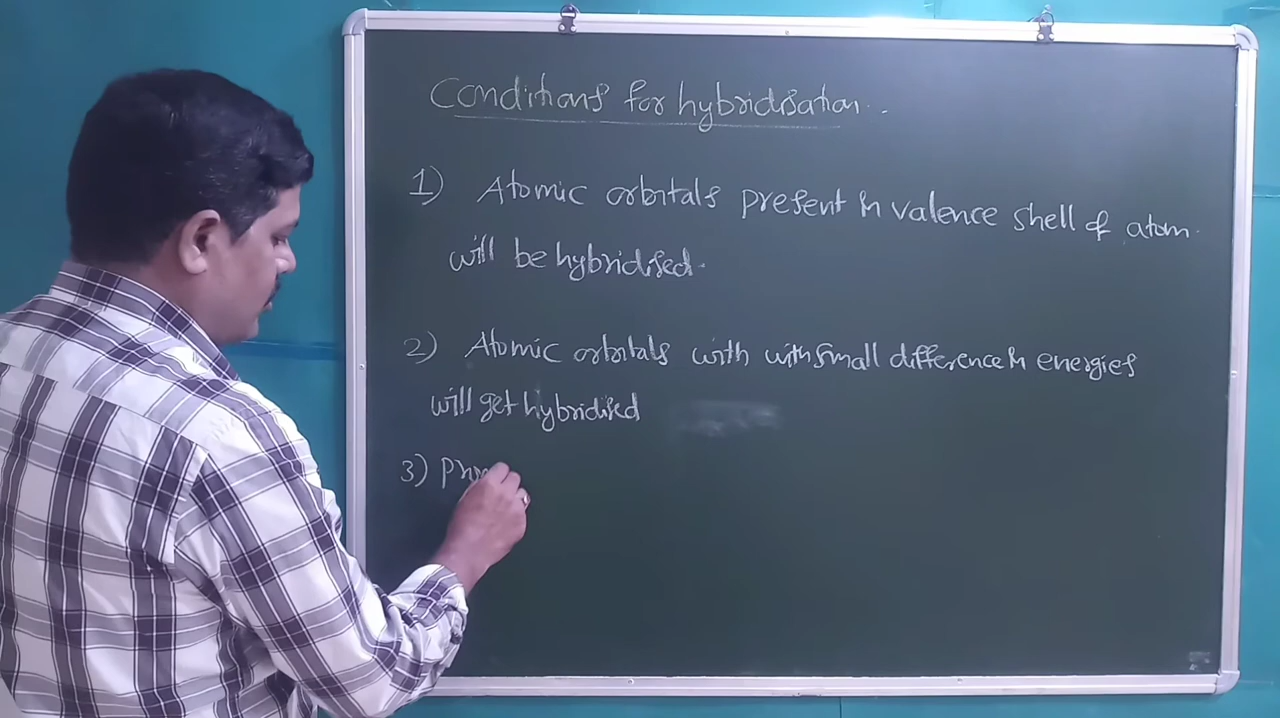 Conditions for hybridisation..
1) Atomic orbitals present in valence shell of atom.
will be hybridised.
2) Atomic orbitals with with small difference in energies
will get hybridised
3)